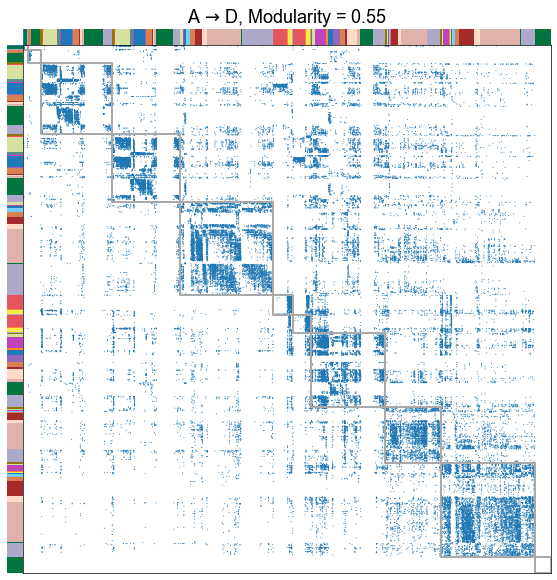 A → D, Modularity = 0.55